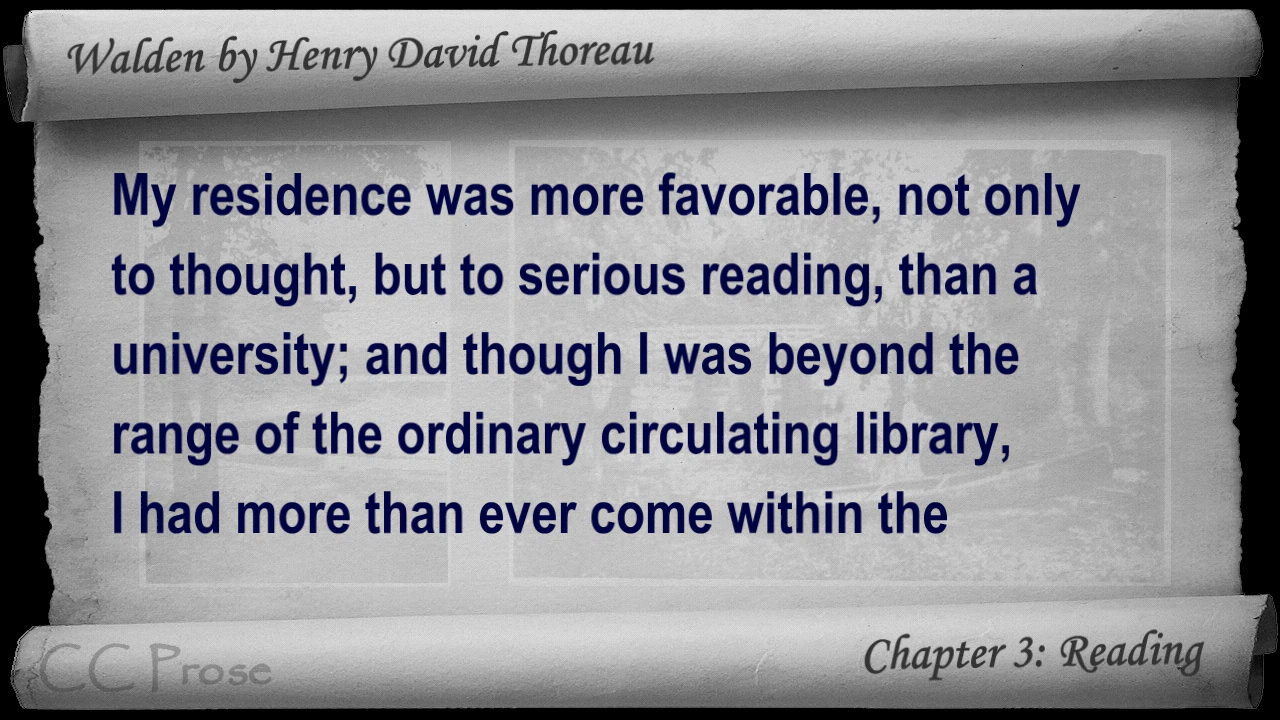 Walden by Henry David Thoreau
My residence was more favorable, not only
to thought, but to serious reading, than a
university; and though I was beyond the
range of the ordinary circulating library,
I had more than ever come within the
CC Prose
Chapter 3: Reading